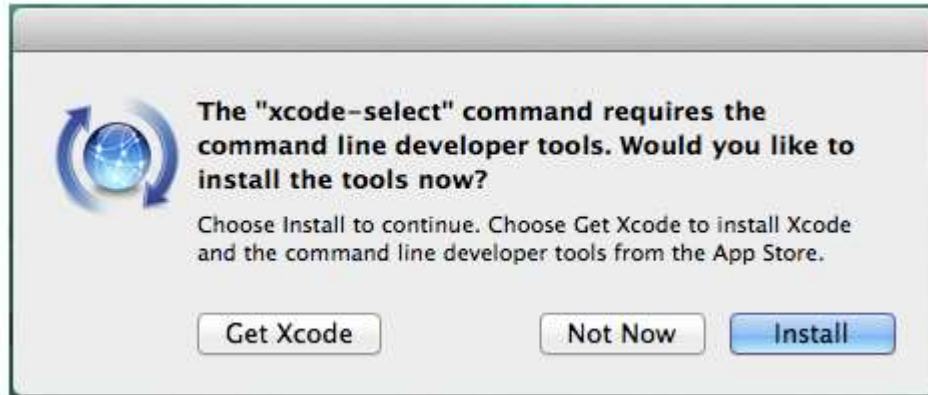 The "xcode-select" command requires the
command line developer tools. Would you like to
install the tools now?
Choose Install to continue. Choose Get Xcode to install Xcode
and the command line developer tools from the App Store.
Get Xcode
Not Now
Install